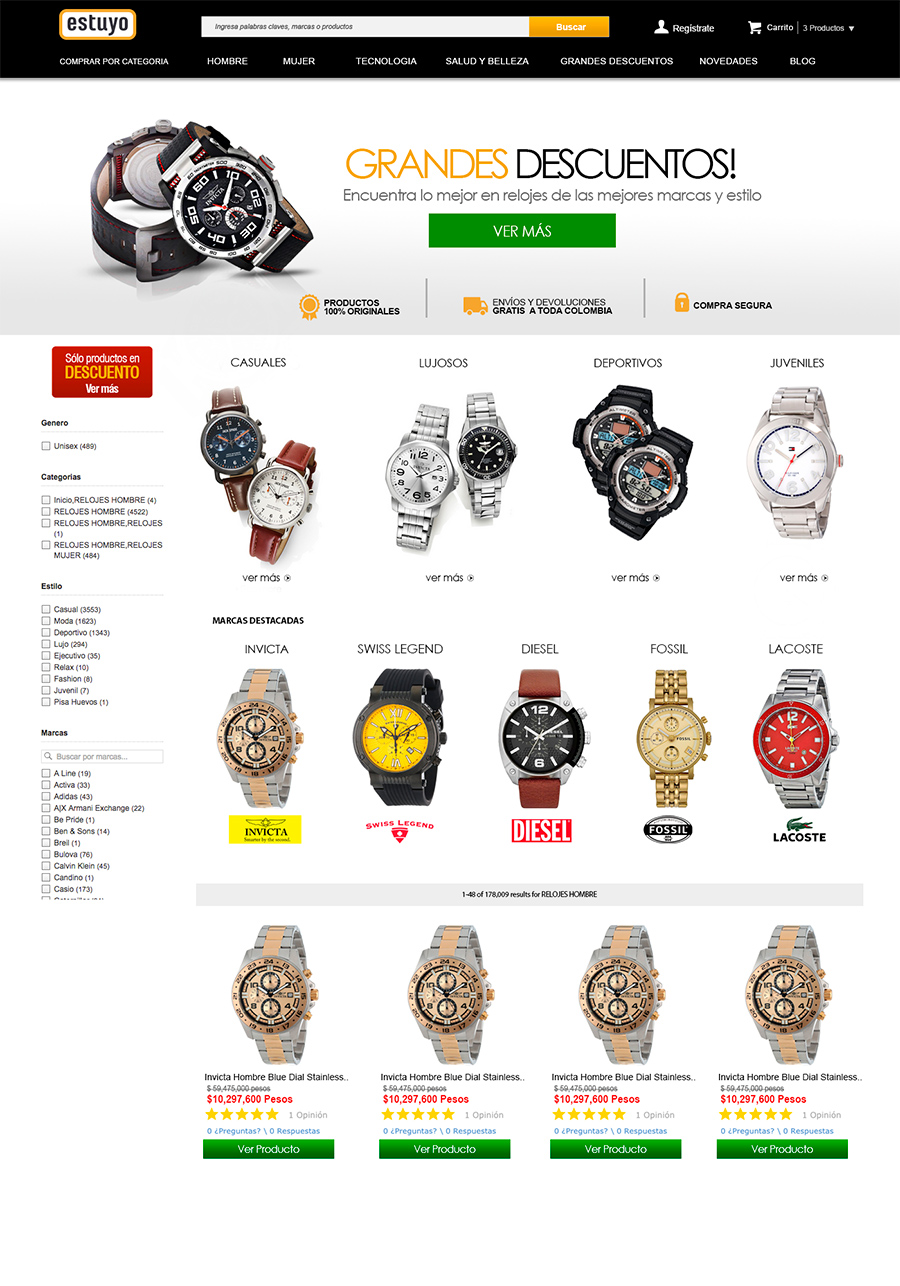 estuyo
Ingresa palabras claves, marcas o productos
Buscar
Regístrate
Carrito | 3 Productos ▼
COMPRAR POR CATEGORIA
HOMBRE
MUJER
TECNOLOGIA
SALUD Y BELLEZA
GRANDES DESCUENTOS
NOVEDADES
BLOG
GRANDES DESCUENTOS!
Encuentra lo mejor en relojes de las mejores marcas y estilo
VER MÁS
PRODUCTOS
100% ORIGINALES
ENVÍOS Y DEVOLUCIONES
GRATIS A TODA COLOMBIA
COMPRA SEGURA
Sólo productos en
DESCUENTO
Ver más
Genero
Unisex (489)
Categorias
Inicio,RELOJES HOMBRE (4)
RELOJES HOMBRE (4522)
RELOJES HOMBRE,RELOJES
(1)
RELOJES HOMBRE,RELOJES
MUJER (484)
Estilo
Casual (3553)
Moda (1623)
Deportivo (1343)
Lujo (294)
Ejecutivo (35)
Relax (10)
Fashion (8)
Juvenil (7)
Pisa Huevos (1)
Marcas
Buscar por marcas...
A Line (19)
Activa (33)
Adidas (43)
A|X Armani Exchange (22)
Be Pride (1)
Ben & Sons (14)
Breil (1)
Bulova (76)
Calvin Klein (45)
Candino (1)
Casio (173)
CASUALES
LUJOSOS
DEPORTIVOS
JUVENILES
ver más
ver más
ver más
ver más
MARCAS DESTACADAS
INVICTA
SWISS LEGEND
DIESEL
FOSSIL
LACOSTE
INVICTA
Smarter by the second.
SWISS LEGEND
DIESEL
FOSSIL
LACOSTE
1-48 of 178,009 results for RELOJES HOMBRE
Invicta Hombre Blue Dial Stainless..
$ 59,475,000 pesos
$10,297,600 Pesos
1 Opinión
0 ¿Preguntas? \ 0 Respuestas
Ver Producto
Invicta Hombre Blue Dial Stainless..
$ 59,475,000 pesos
$10,297,600 Pesos
1 Opinión
0 ¿Preguntas? \ 0 Respuestas
Ver Producto
Invicta Hombre Blue Dial Stainless..
$ 59,475,000 pesos
$10,297,600 Pesos
1 Opinión
0 ¿Preguntas? \ 0 Respuestas
Ver Producto
Invicta Hombre Blue Dial Stainless..
$ 59,475,000 pesos
$10,297,600 Pesos
1 Opinión
0 ¿Preguntas? \ 0 Respuestas
Ver Producto